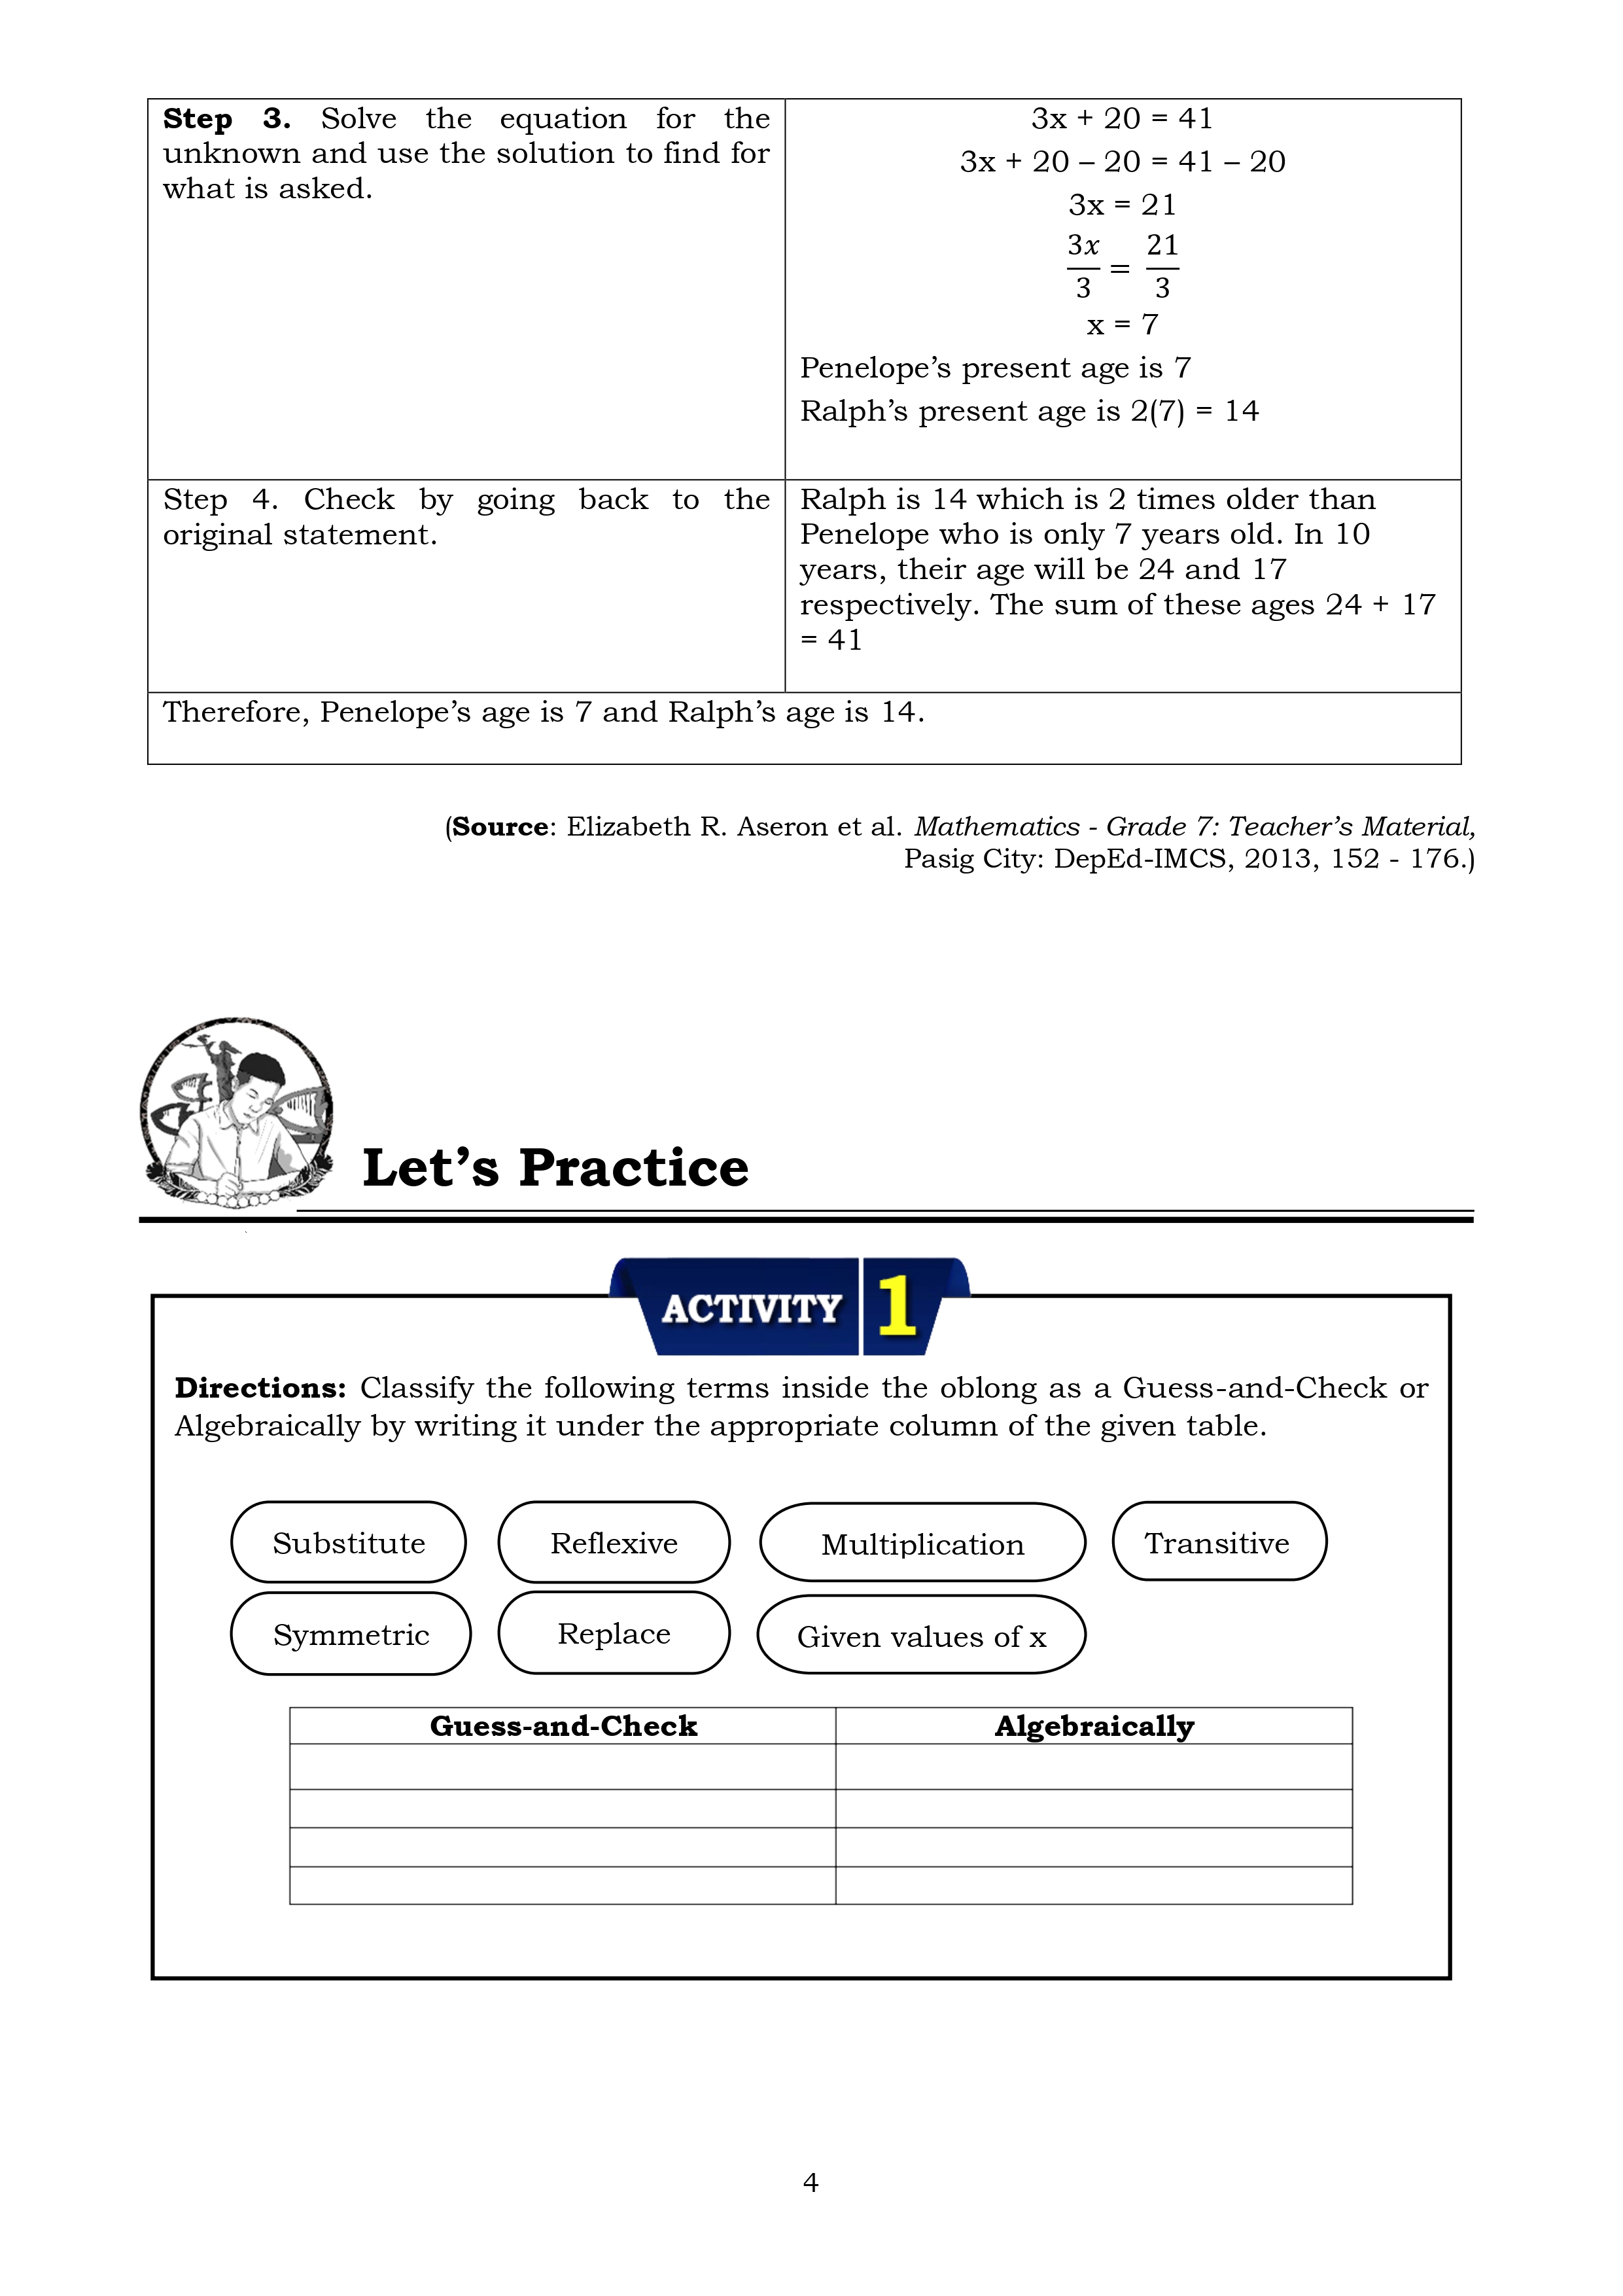 Step 3. Solve the equation for the
unknown and use the solution to find for
what is asked.
3x + 20 = 41
3x + 20 – 20 = 41 – 20
3x = 21
3x/3 = 21/3
x = 7
Penelope’s present age is 7
Ralph’s present age is 2(7) = 14
Step 4. Check by going back to the
original statement.
Ralph is 14 which is 2 times older than
Penelope who is only 7 years old. In 10
years, their age will be 24 and 17
respectively. The sum of these ages 24 + 17
= 41
Therefore, Penelope’s age is 7 and Ralph’s age is 14.
(Source: Elizabeth R. Aseron et al. Mathematics - Grade 7: Teacher’s Material,
Pasig City: DepEd-IMCS, 2013, 152 - 176.)
Let’s Practice
ACTIVITY 1
Directions: Classify the following terms inside the oblong as a Guess-and-Check or
Algebraically by writing it under the appropriate column of the given table.
Substitute Reflexive Multiplication Transitive
Symmetric Replace Given values of x
Guess-and-Check Algebraically
4